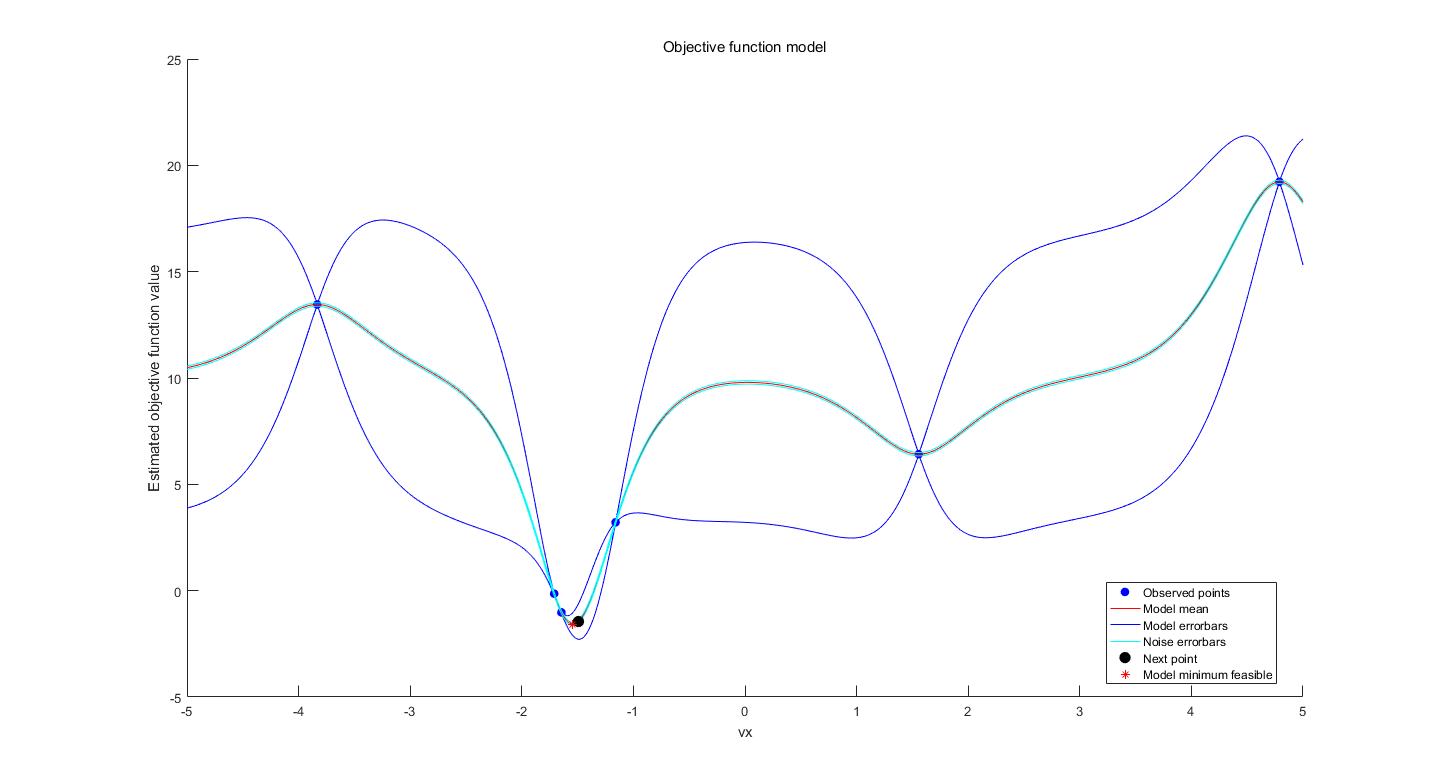 Objective function model
Estimated objective function value
25
20
15
10
5
0
-5
-5 -4 -3 -2 -1 0 1 2 3 4 5
vx
Observed points
Model mean
Model errorbars
Noise errorbars
Next point
Model minimum feasible